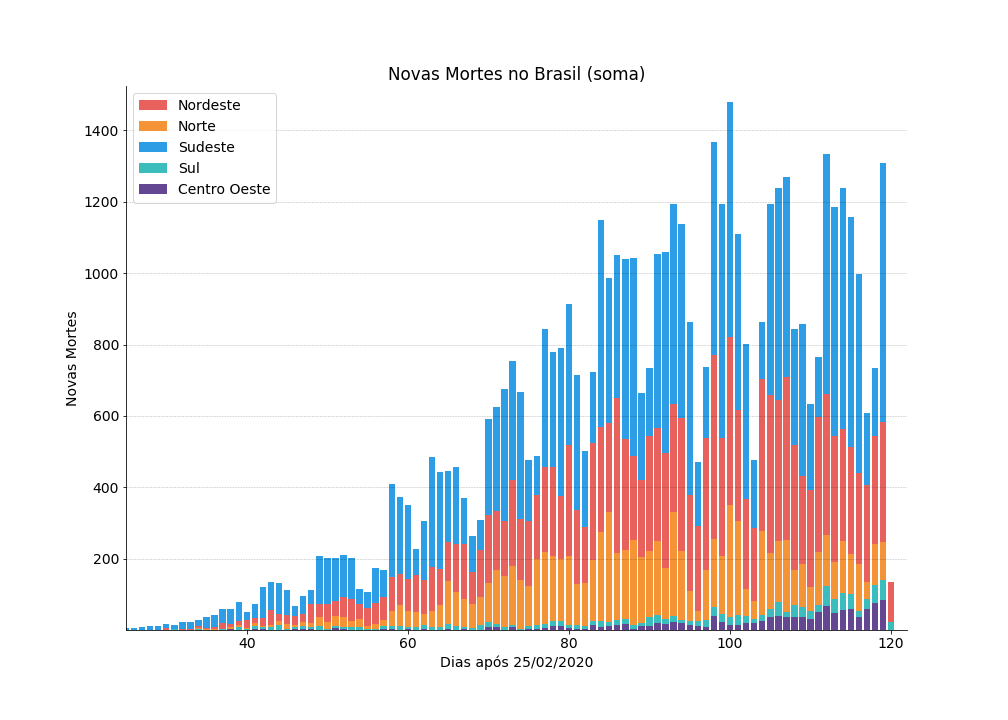 Novas Mortes no Brasil (soma)
Nordeste
Norte
Sudeste
Sul
Centro Oeste
1400
1200
1000
800
600
400
200
Novas Mortes
40 60 80 100 120
Dias após 25/02/2020